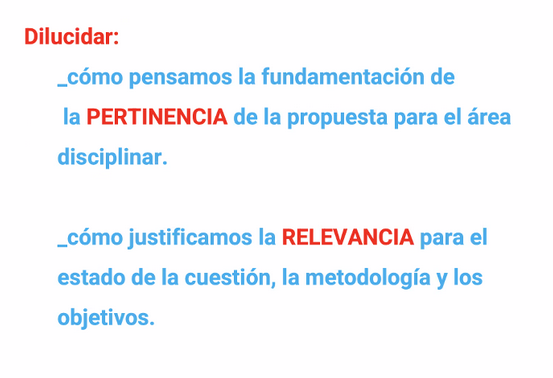 Dilucidar:
_cómo pensamos la fundamentación de
la PERTINENCIA de la propuesta para el área
disciplinar.
_cómo justificamos la RELEVANCIA para el
estado de la cuestión, la metodología y los
objetivos.